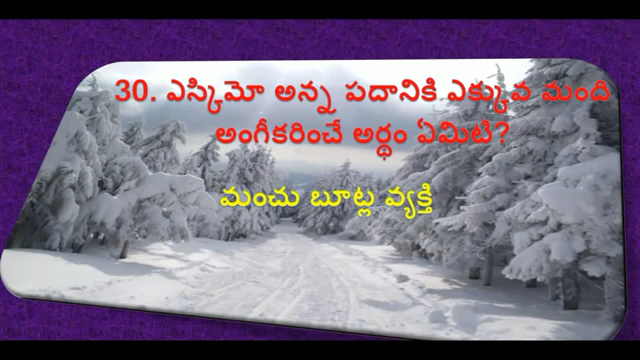 30. ఎస్కిమో అన్న పదానికి ఎక్కువ మంది
అంగీకరించే అర్థం ఏమిటి?
మంచు బూట్ల వ్యక్తి